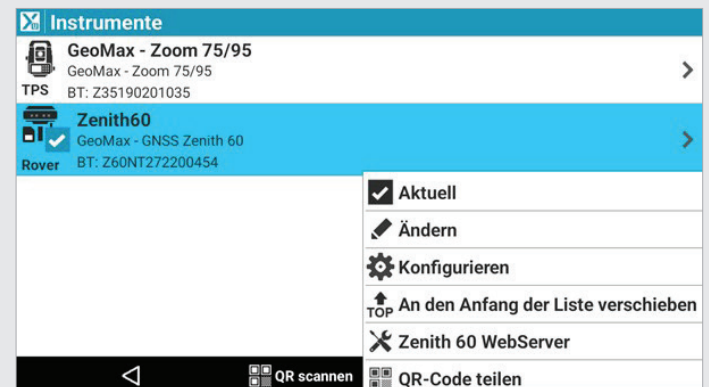 Xm Instrumente
GeoMax - Zoom 75/95
GeoMax - Zoom 75/95
TPS BT: Z35190201035
Zenith60
GeoMax - GNSS Zenith 60
Rover BT: Z60NT272200454
Aktuell
Ändern
Konfigurieren
TOP An den Anfang der Liste verschieben
Zenith 60 WebServer
QR scannen
QR-Code teilen